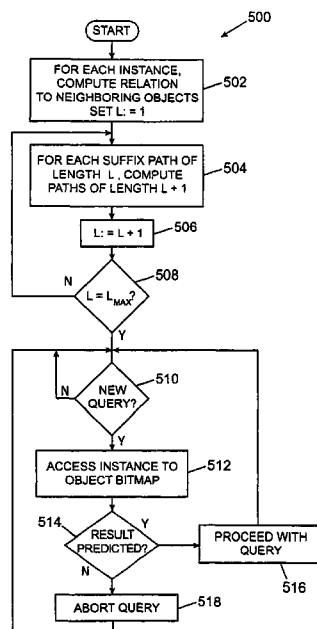 START
500
FOR EACH INSTANCE,
COMPUTE RELATION
TO NEIGHBORING OBJECTS
SET L: = 1
502
FOR EACH SUFFIX PATH OF
LENGTH L , COMPUTE
PATHS OF LENGTH L + 1
504
L: = L + 1
506
N
L = LMAX?
508
Y
N
NEW
QUERY?
510
Y
ACCESS INSTANCE TO
OBJECT BITMAP
512
514
RESULT
PREDICTED?
Y
N
PROCEED WITH
QUERY
516
ABORT QUERY
518